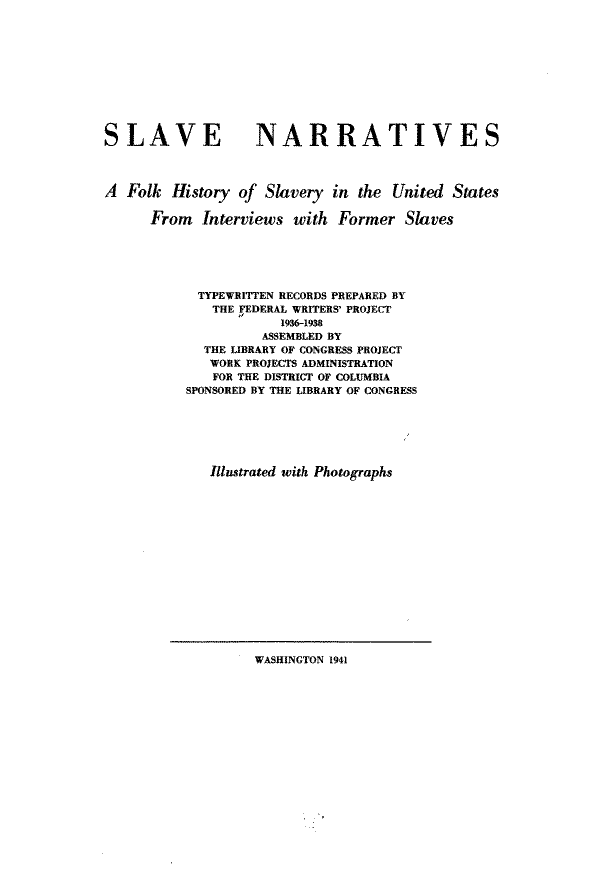 SLAVE NARRATIVES
A Folk History of Slavery in the United States
From Interviews with Former Slaves
TYPEWRITTEN RECORDS PREPARED BY
THE FEDERAL WRITERS' PROJECT
1936-1938
ASSEMBLED BY
THE LIBRARY OF CONGRESS PROJECT
WORK PROJECTS ADMINISTRATION
FOR THE DISTRICT OF COLUMBIA
SPONSORED BY THE LIBRARY OF CONGRESS
Illustrated with Photographs
WASHINGTON 1941